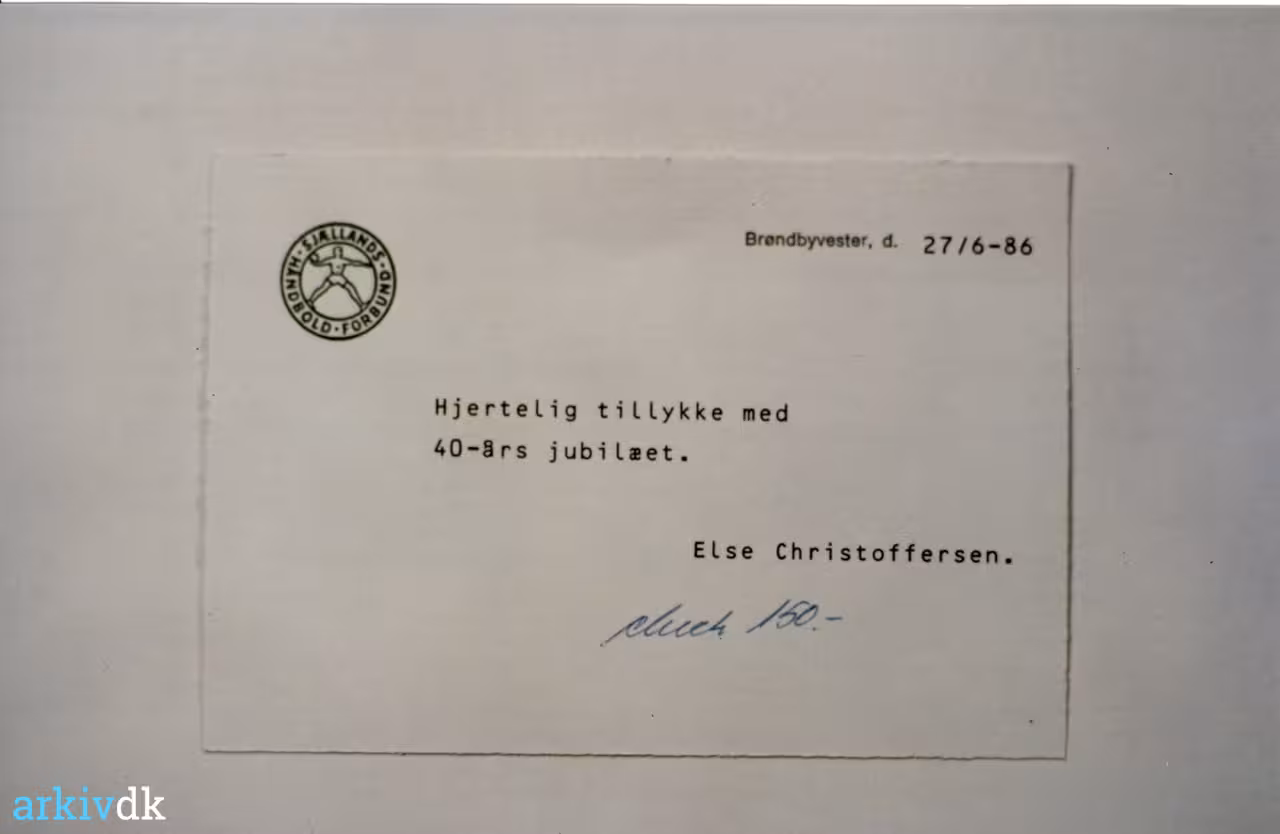 SJÆLLANDS · HÅNDBOLD · FORBUND ·
Brøndbyvester, d. 27/6-86
Hjertelig tillykke med
40-års jubilæet.
Else Christoffersen.
check 150.-
arkivdk